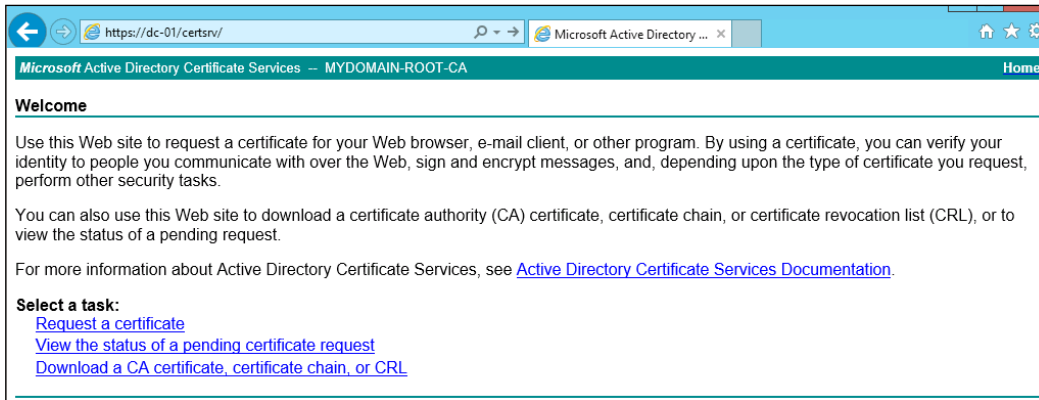 https://dc-01/certsrv/
Microsoft Active Directory ...
Microsoft Active Directory Certificate Services -- MYDOMAIN-ROOT-CA
Home
Welcome
Use this Web site to request a certificate for your Web browser, e-mail client, or other program. By using a certificate, you can verify your
identity to people you communicate with over the Web, sign and encrypt messages, and, depending upon the type of certificate you request,
perform other security tasks.
You can also use this Web site to download a certificate authority (CA) certificate, certificate chain, or certificate revocation list (CRL), or to
view the status of a pending request.
For more information about Active Directory Certificate Services, see Active Directory Certificate Services Documentation.
Select a task:
Request a certificate
View the status of a pending certificate request
Download a CA certificate, certificate chain, or CRL